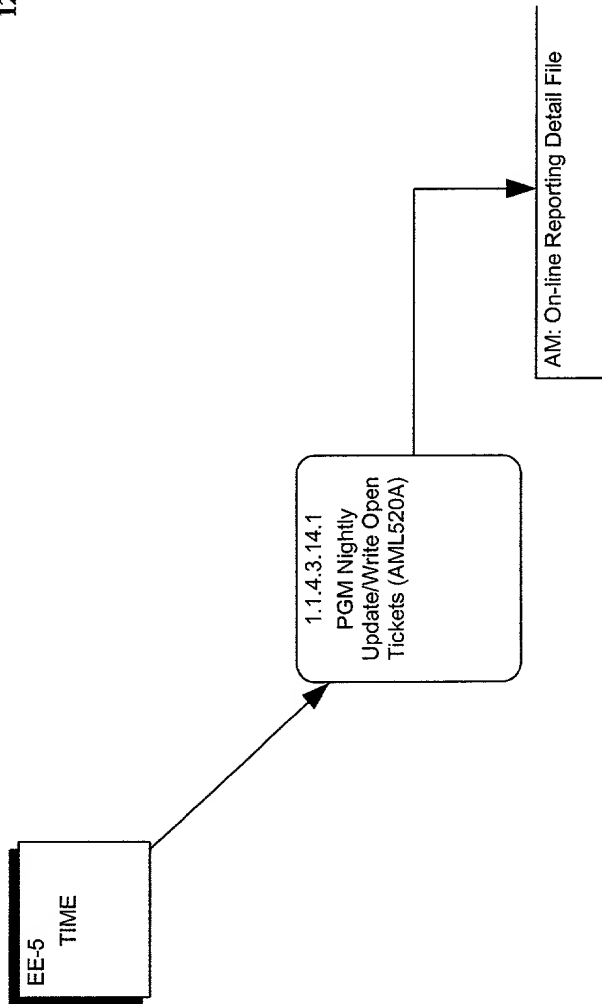 EE-5
TIME
1.1.4.3.14.1
PGM Nightly
Update/Write Open
Tickets (AML520A)
AM: On-line Reporting Detail File